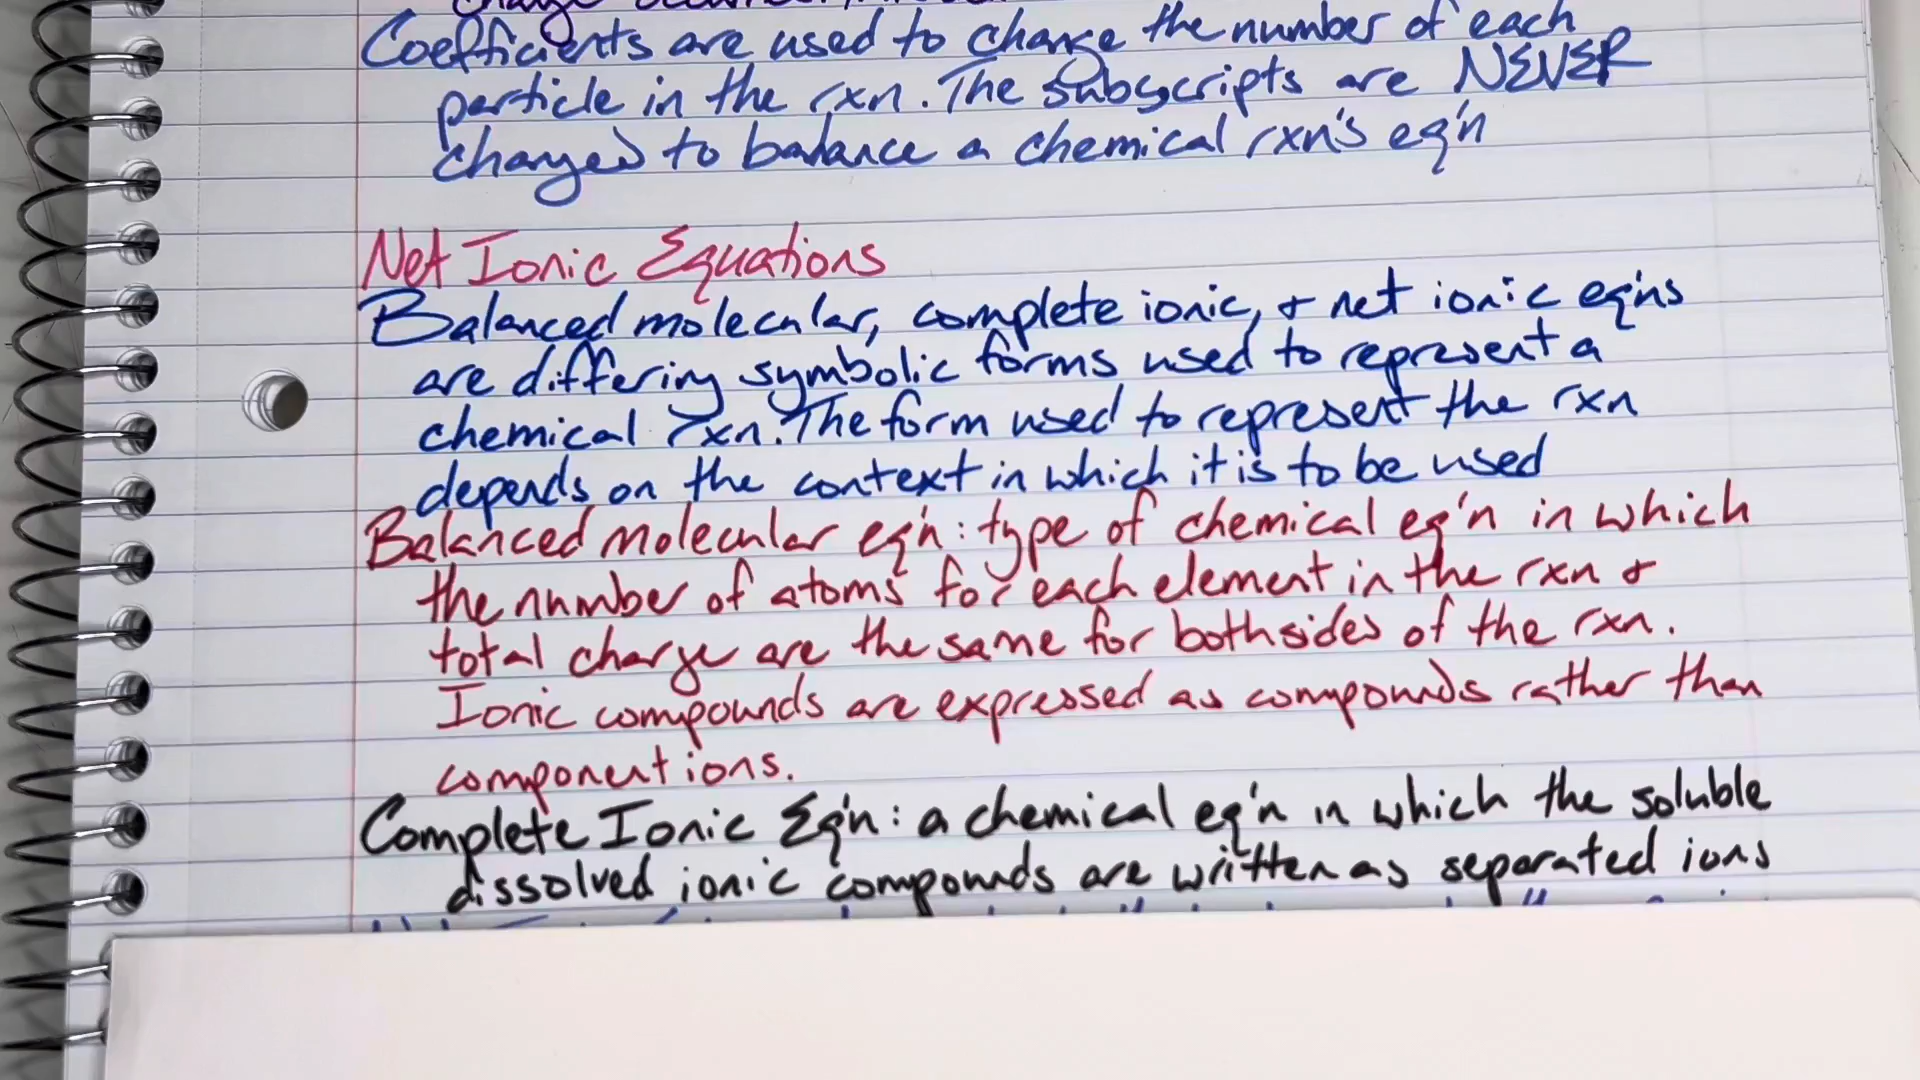 Coefficients are used to change the number of each
particle in the rxn. The subscripts are NEVER
changed to balance a chemical rxn's eq'n
Net Ionic Equations
Balanced molecular, complete ionic, + net ionic eq'ns
are differing symbolic forms used to represent a
chemical rxn. The form used to represent the rxn
depends on the context in which it is to be used
Balanced molecular eq'n: type of chemical eq'n in which
the number of atoms for each element in the rxn +
total charge are the same for both sides of the rxn.
Ionic compounds are expressed as compounds rather than
component ions.
Complete Ionic Eq'n: a chemical eq'n in which the soluble
dissolved ionic compounds are written as separated ions